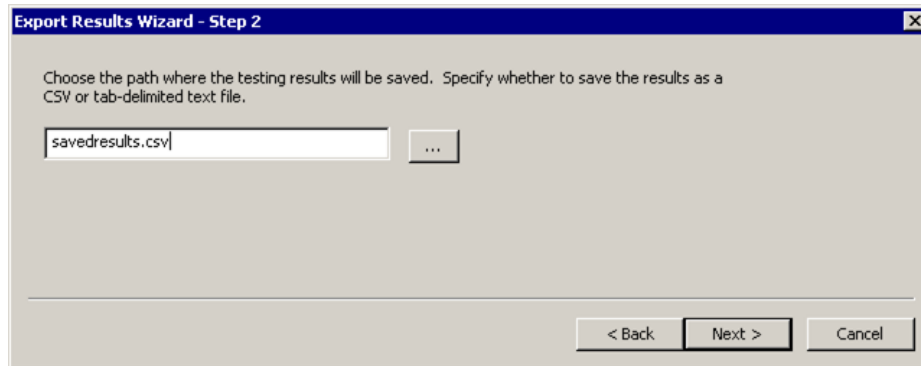 Export Results Wizard - Step 2
Choose the path where the testing results will be saved. Specify whether to save the results as a
CSV or tab-delimited text file.
savedresults.csv
...
< Back
Next >
Cancel